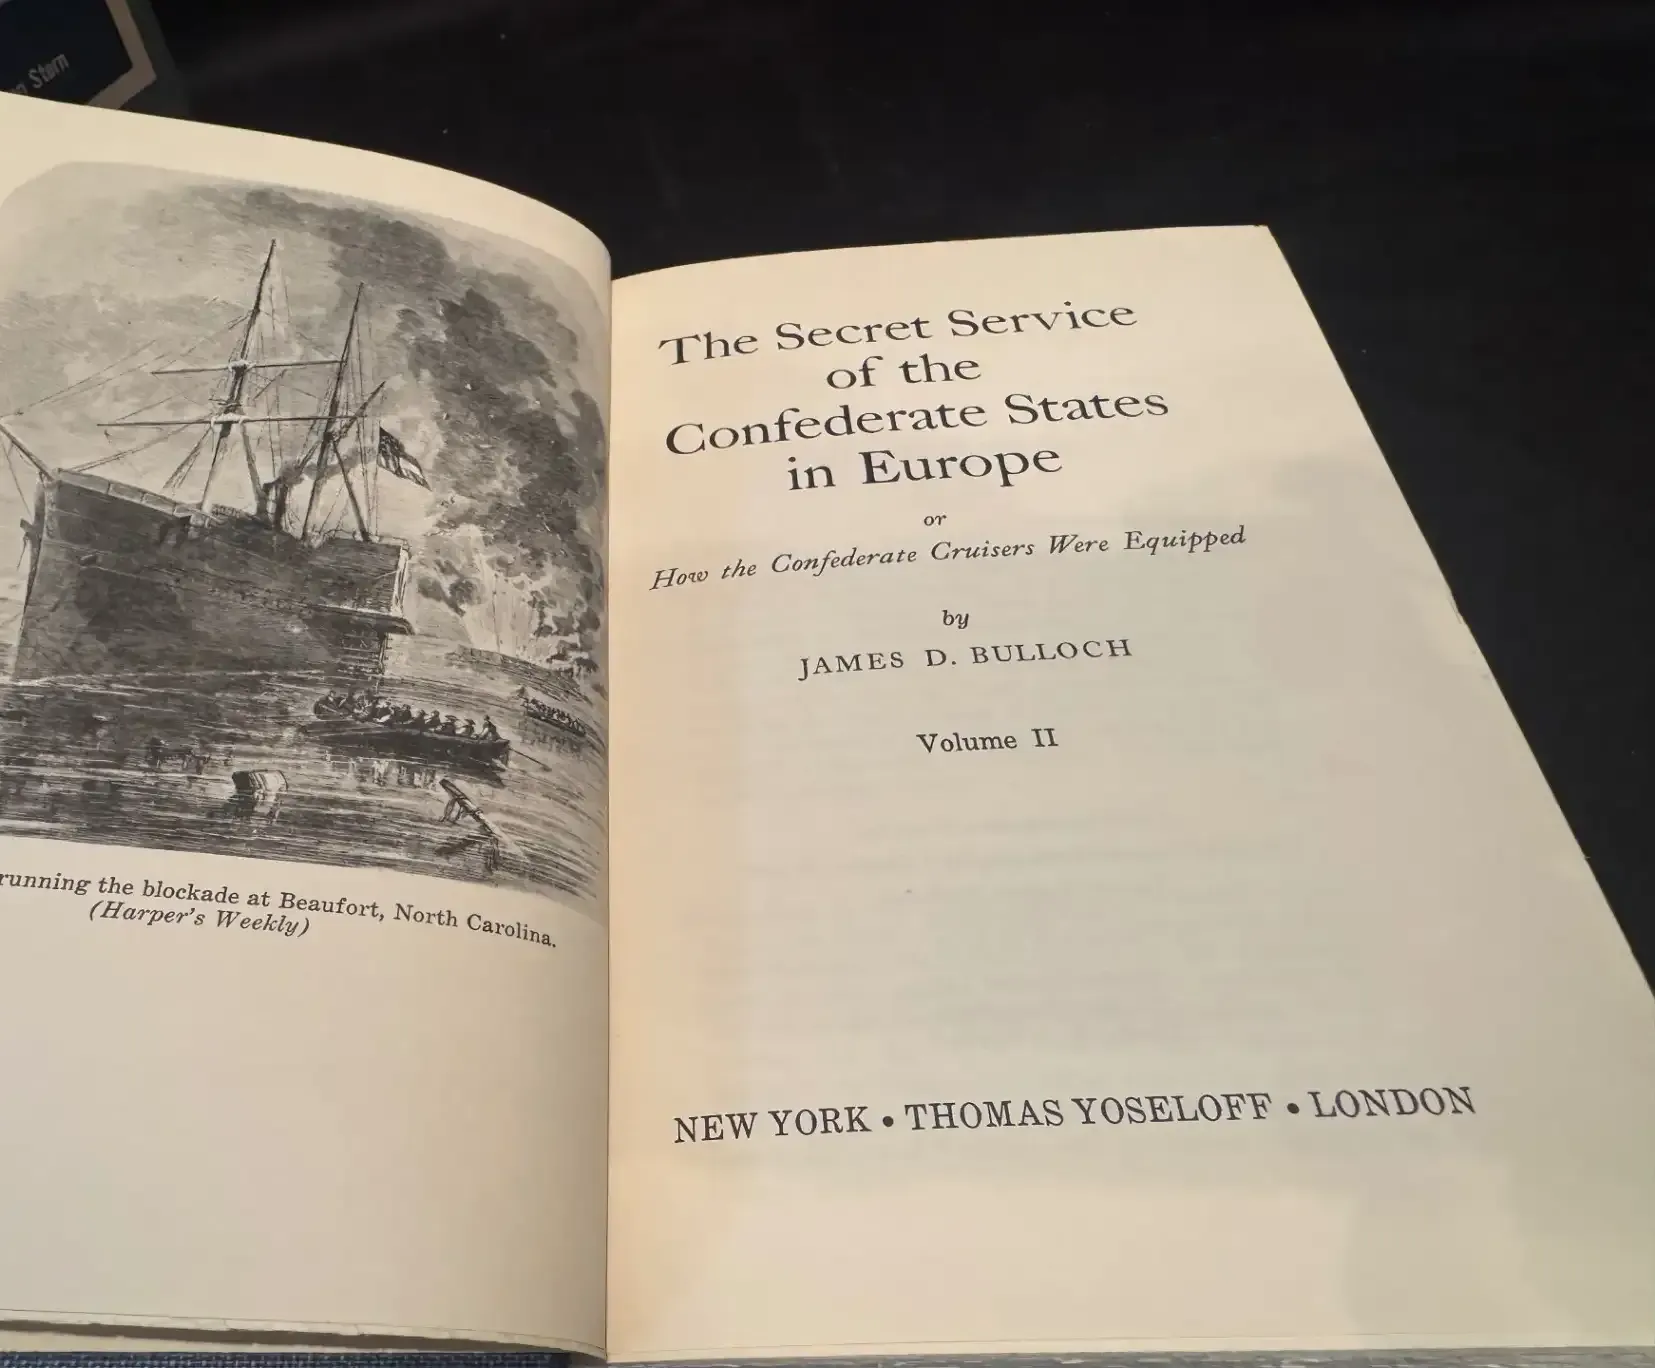 Stern
running the blockade at Beaufort, North Carolina.
(Harper's Weekly)
The Secret Service
of the
Confederate States
in Europe
or
How the Confederate Cruisers Were Equipped
by
JAMES D. BULLOCH
Volume II
NEW YORK • THOMAS YOSELOFF • LONDON